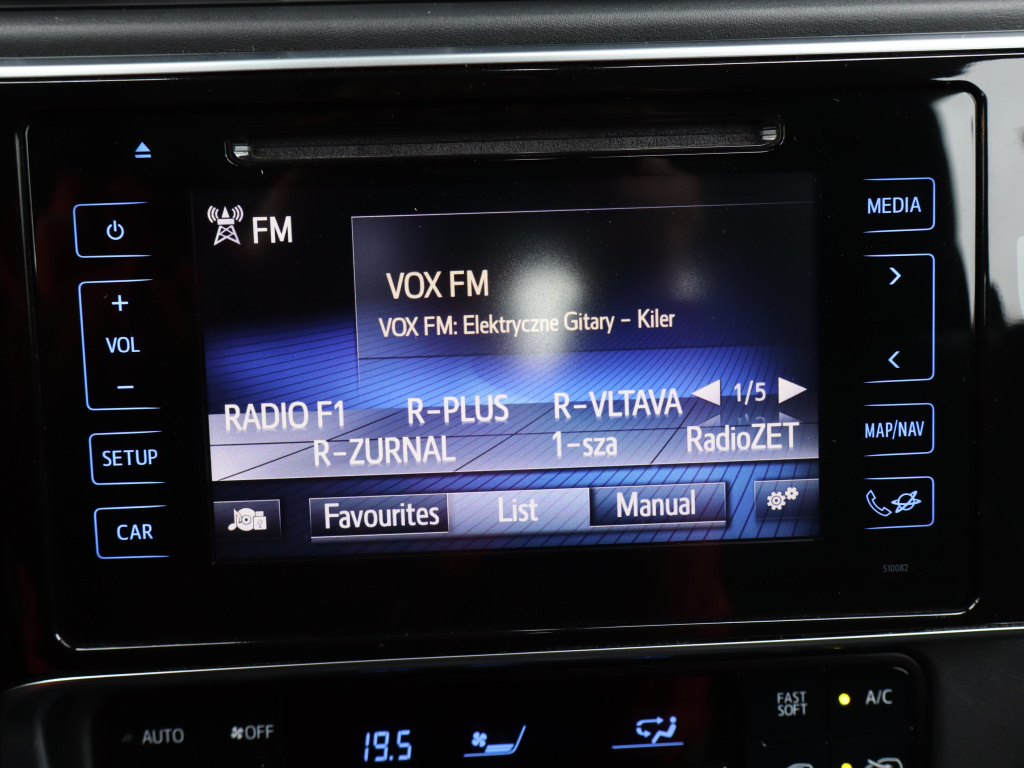 FM
MEDIA
VOX FM
VOX FM: Elektryczne Gitary – Kiler
+
VOL
−
1/5
RADIO F1 R-PLUS R-VLTAVA
R-ZURNAL 1-sza RadioZET
MAP/NAV
SETUP
Favourites List Manual
CAR
510082
AUTO OFF 19.5 FAST SOFT A/C